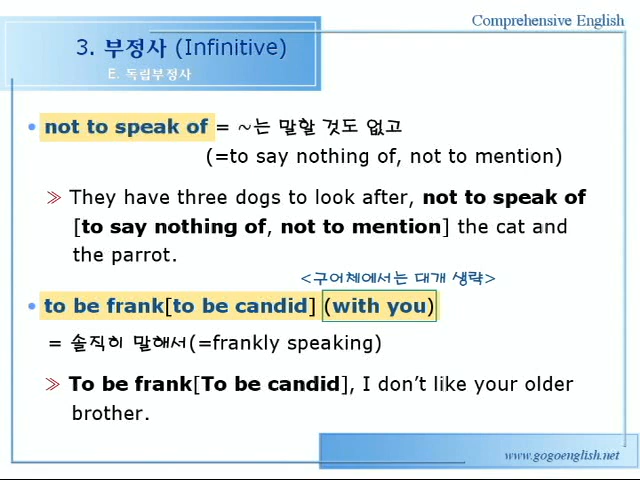 Comprehensive English
3. 부정사 (Infinitive)
E. 독립부정사
• not to speak of = ~는 말할 것도 없고
(=to say nothing of, not to mention)
≫ They have three dogs to look after, not to speak of
[to say nothing of, not to mention] the cat and
the parrot.
<구어체에서는 대개 생략>
• to be frank[to be candid] (with you)
= 솔직히 말해서(=frankly speaking)
≫ To be frank[To be candid], I don't like your older
brother.
www.gogoenglish.net